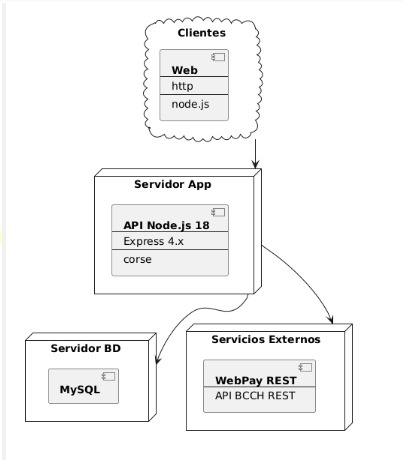 Clientes
Web
http
node.js
Servidor App
API Node.js 18
Express 4.x
corse
Servidor BD
MySQL
Servicios Externos
WebPay REST
API BCCH REST